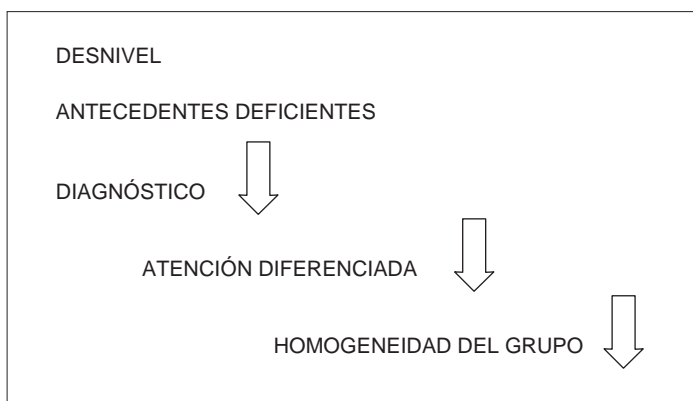 DESNIVEL
ANTECEDENTES DEFICIENTES
DIAGNÓSTICO
ATENCIÓN DIFERENCIADA
HOMOGENEIDAD DEL GRUPO